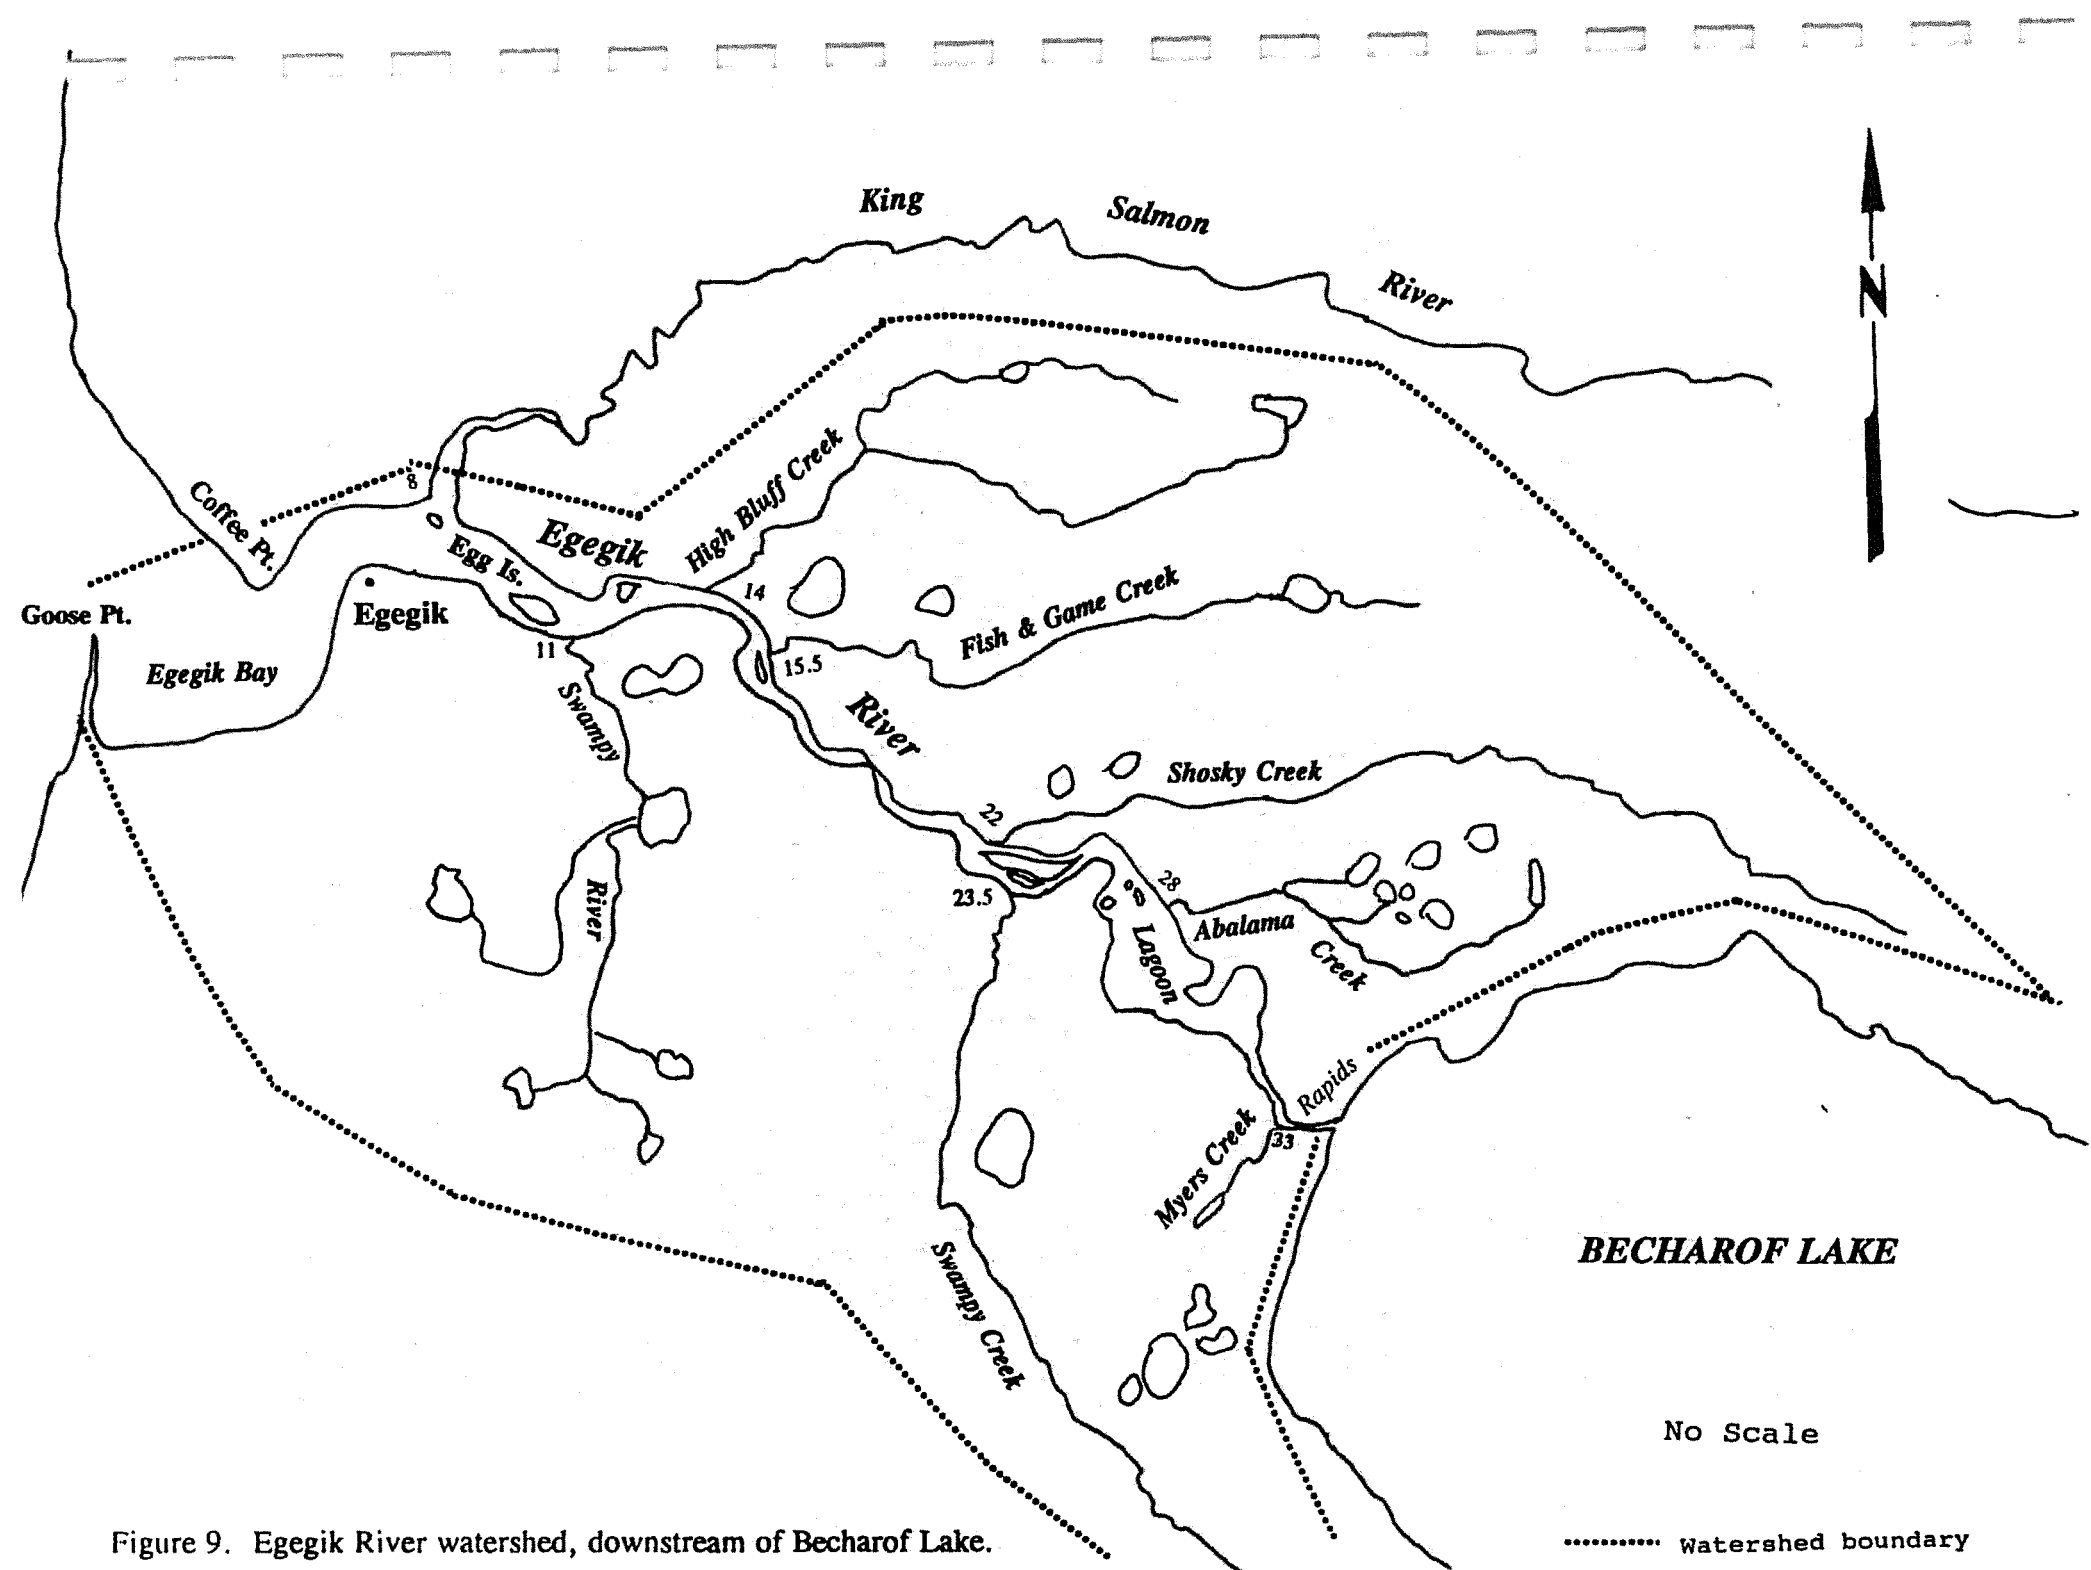 King Salmon River
N
High Bluff Creek
8
Coffee Pt.
Egegik
Egg Is.
14
Goose Pt.
Egegik
Fish & Game Creek
11
15.5
Egegik Bay
Swampy
River
Shosky Creek
22
28
23.5
River
Abalama
Creek
Lagoon
Rapids
33
Myers Creek
BECHAROF LAKE
Swampy Creek
No Scale
Figure 9. Egegik River watershed, downstream of Becharof Lake.
Watershed boundary